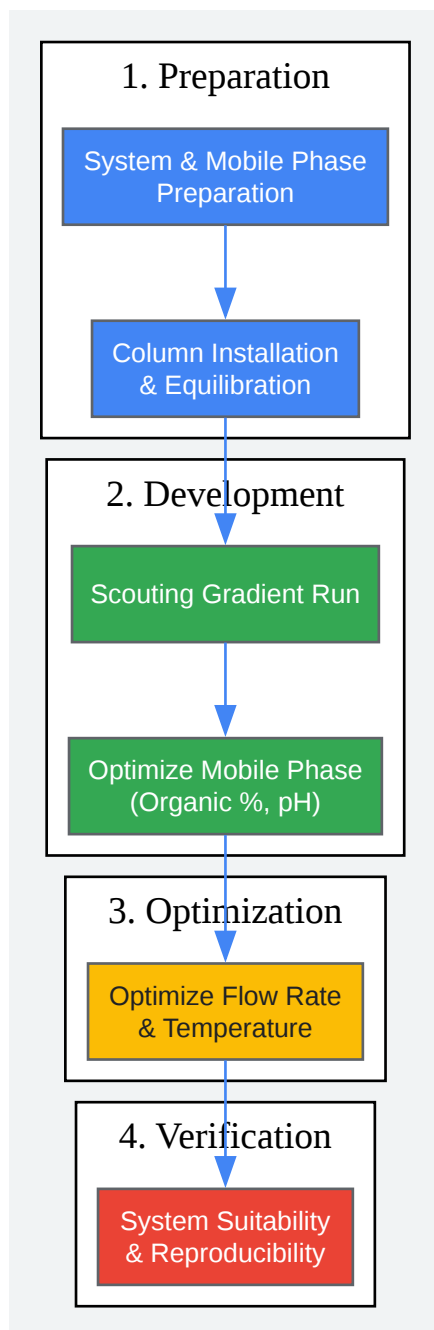 1. Preparation
System & Mobile Phase
Preparation
Column Installation
& Equilibration
2. Development
Scouting Gradient Run
Optimize Mobile Phase
(Organic %, pH)
3. Optimization
Optimize Flow Rate
& Temperature
4. Verification
System Suitability
& Reproducibility